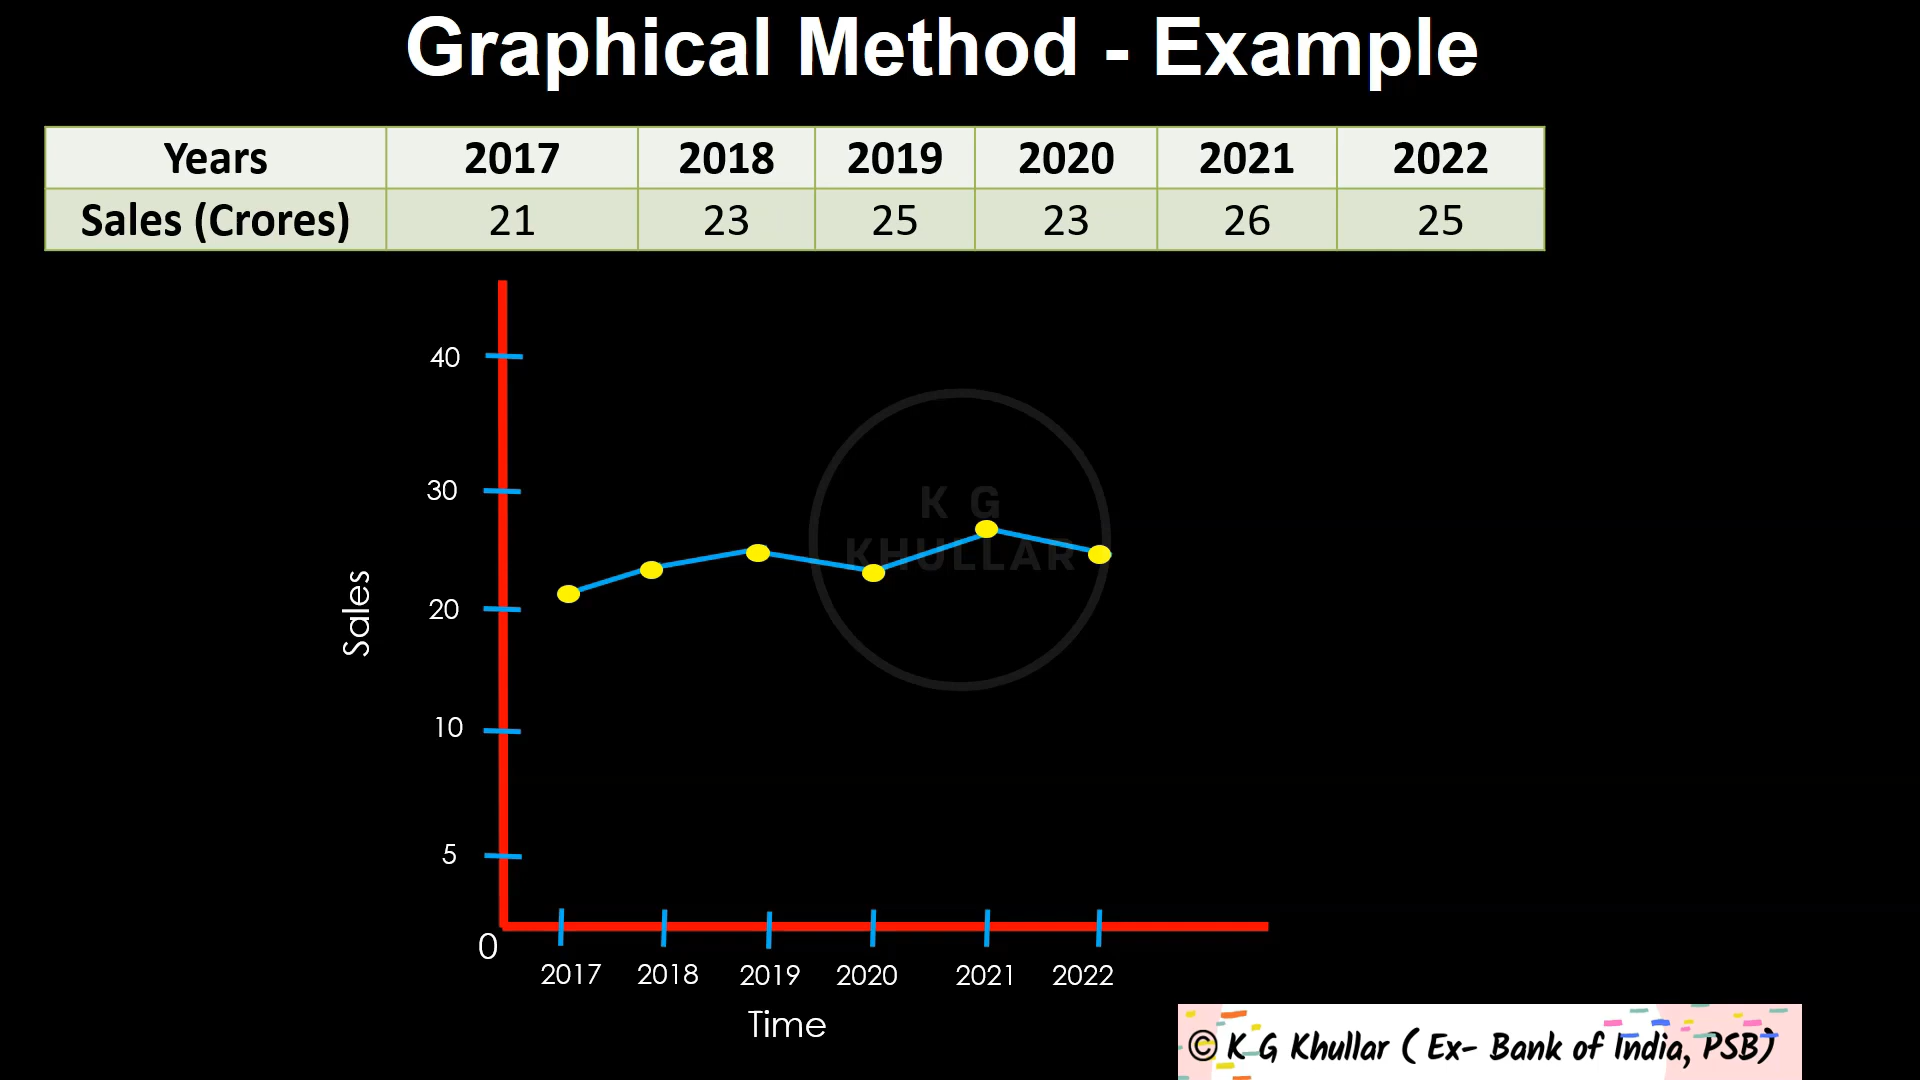 Graphical Method - Example
Years 2017 2018 2019 2020 2021 2022
Sales (Crores) 21 23 25 23 26 25
40
30
20
10
5
0
Sales
K G
KHULLAR
2017 2018 2019 2020 2021 2022
Time
© K G Khullar ( Ex- Bank of India, PSB)